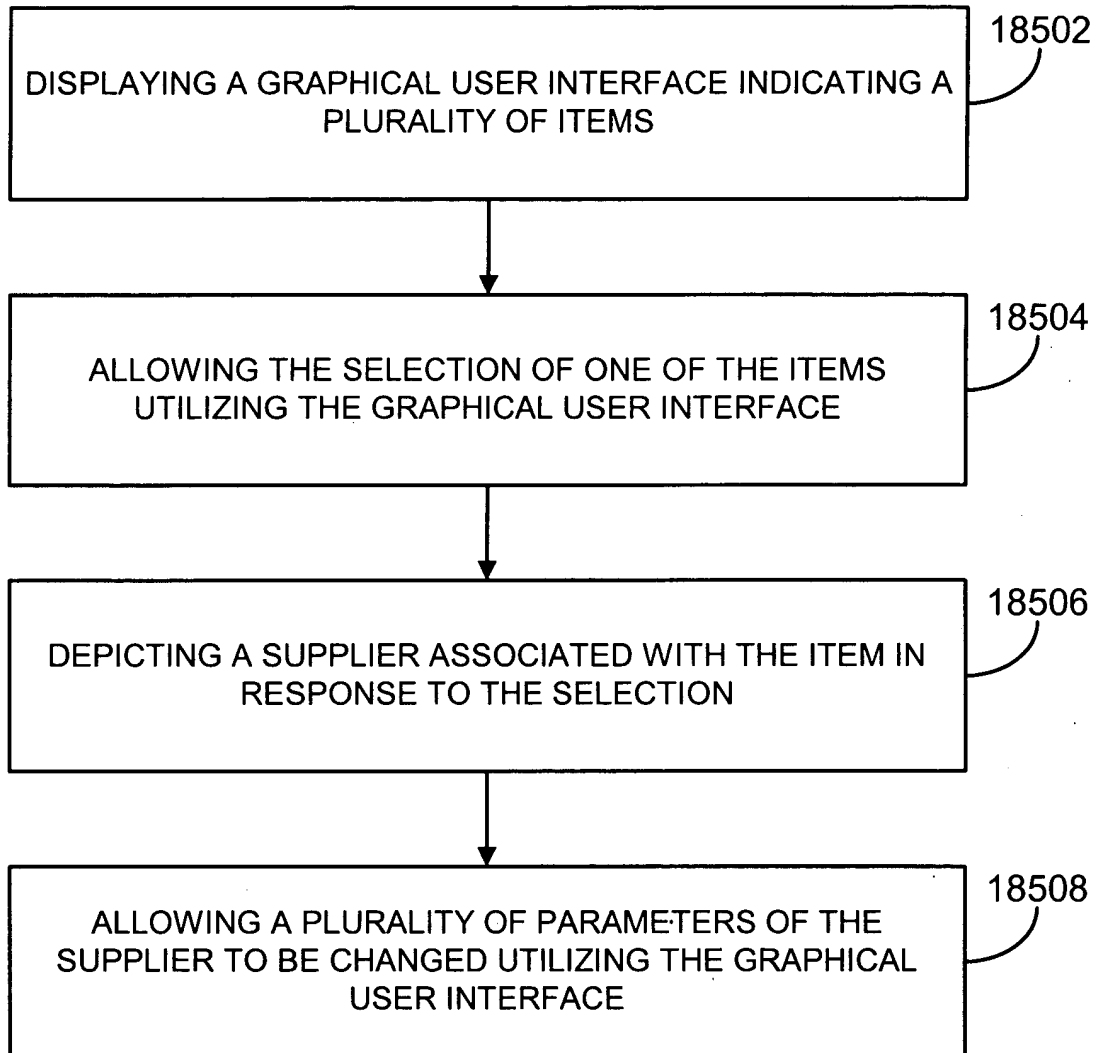 18502
DISPLAYING A GRAPHICAL USER INTERFACE INDICATING A
PLURALITY OF ITEMS
18504
ALLOWING THE SELECTION OF ONE OF THE ITEMS
UTILIZING THE GRAPHICAL USER INTERFACE
18506
DEPICTING A SUPPLIER ASSOCIATED WITH THE ITEM IN
RESPONSE TO THE SELECTION
18508
ALLOWING A PLURALITY OF PARAMETERS OF THE
SUPPLIER TO BE CHANGED UTILIZING THE GRAPHICAL
USER INTERFACE